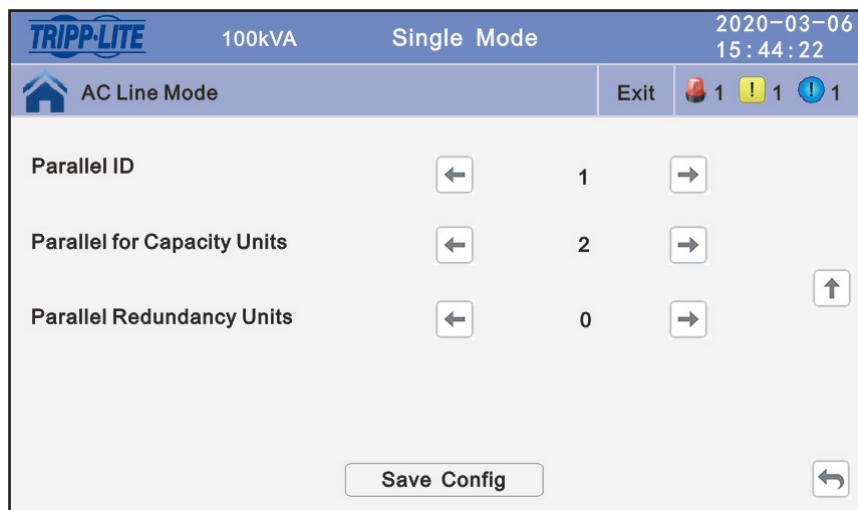 TRIPP·LITE 100kVA Single Mode 2020-03-06
15:44:22
AC Line Mode Exit 1 ! 1 ! 1
Parallel ID 1
Parallel for Capacity Units 2
Parallel Redundancy Units 0
Save Config